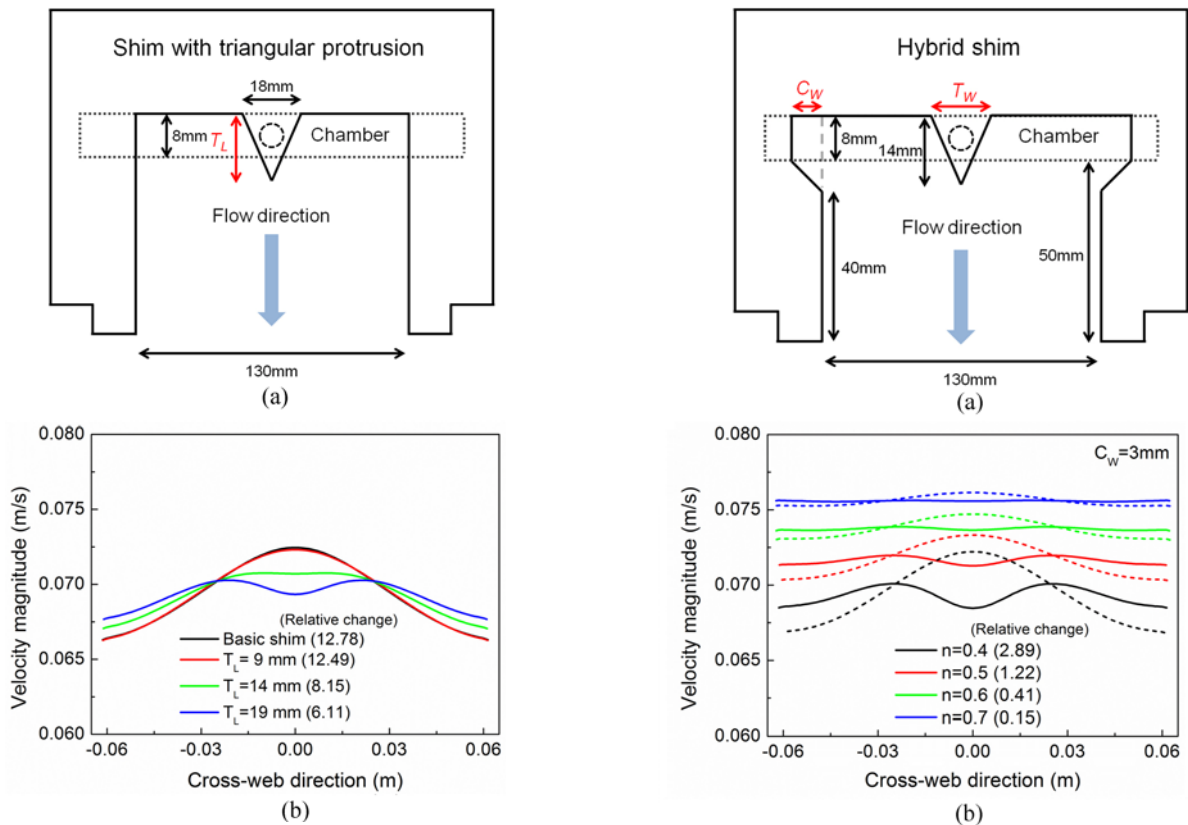 Shim with triangular protrusion
18mm
8mm
T_L
Chamber
Flow direction
130mm
(a)
0.080
0.075
0.070
0.065
0.060
Velocity magnitude (m/s)
(Relative change)
Basic shim (12.78)
T_L= 9 mm (12.49)
T_L=14 mm (8.15)
T_L=19 mm (6.11)
-0.06 -0.03 0.00 0.03 0.06
Cross-web direction (m)
(b)
Hybrid shim
C_W
T_W
8mm
14mm
Chamber
Flow direction
40mm
50mm
130mm
(a)
0.080
0.075
0.070
0.065
0.060
Velocity magnitude (m/s)
C_W=3mm
(Relative change)
n=0.4 (2.89)
n=0.5 (1.22)
n=0.6 (0.41)
n=0.7 (0.15)
-0.06 -0.03 0.00 0.03 0.06
Cross-web direction (m)
(b)